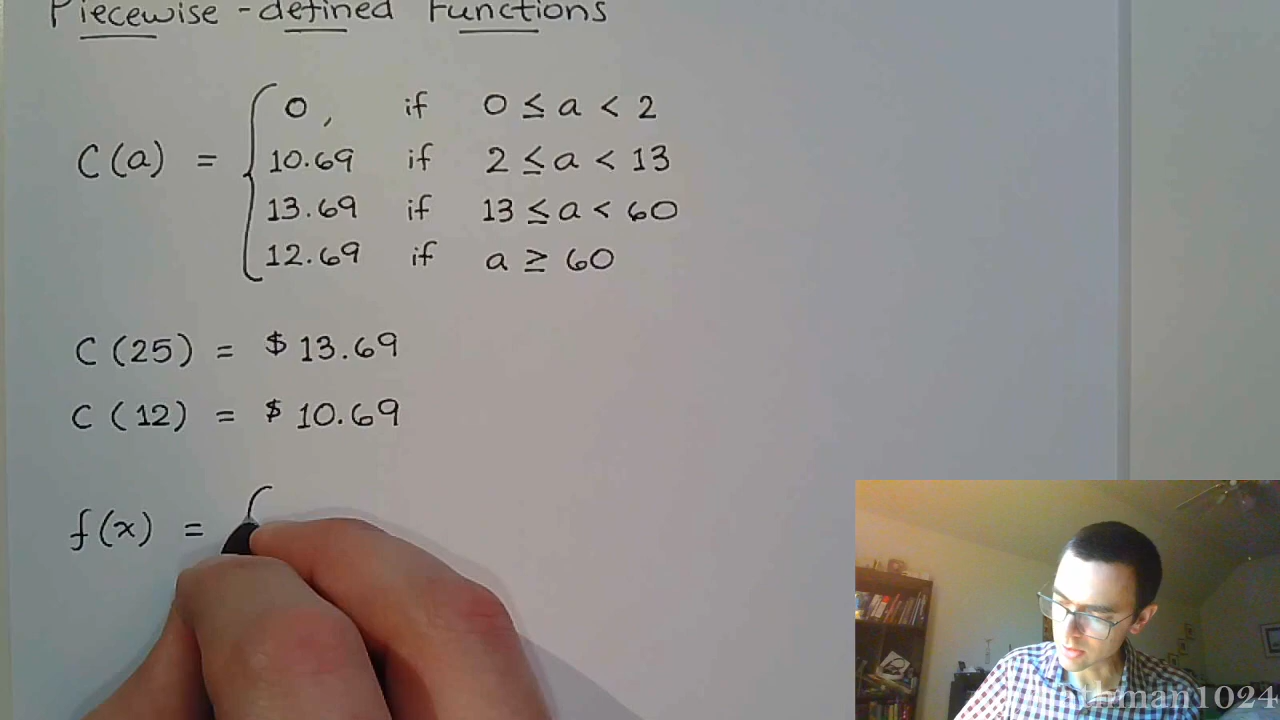 Piecewise-defined Functions
C(a) = { 0, if 0 ≤ a < 2
10.69 if 2 ≤ a < 13
13.69 if 13 ≤ a < 60
12.69 if a ≥ 60
C(25) = $13.69
C(12) = $10.69
f(x) =
thman1024